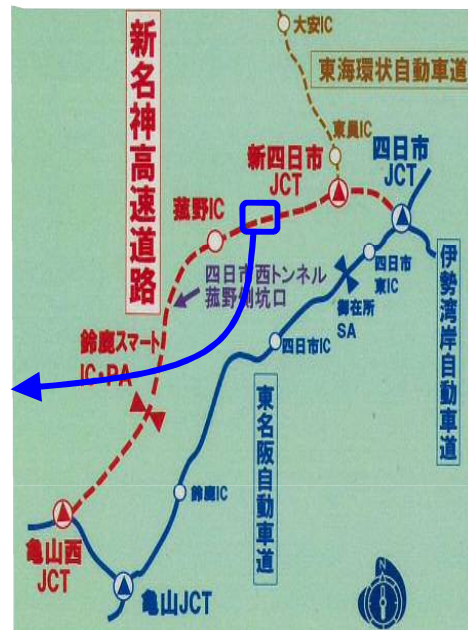 大安IC
東海環状自動車道
新名神高速道路
東員IC
新四日市
JCT
四日市
JCT
菰野IC
四日市
東IC
四日市西トンネル
菰野側坑口
御在所
SA
伊勢湾岸自動車道
鈴鹿スマート
IC・PA
四日市IC
東名阪自動車道
鈴鹿IC
亀山西
JCT
亀山JCT
N